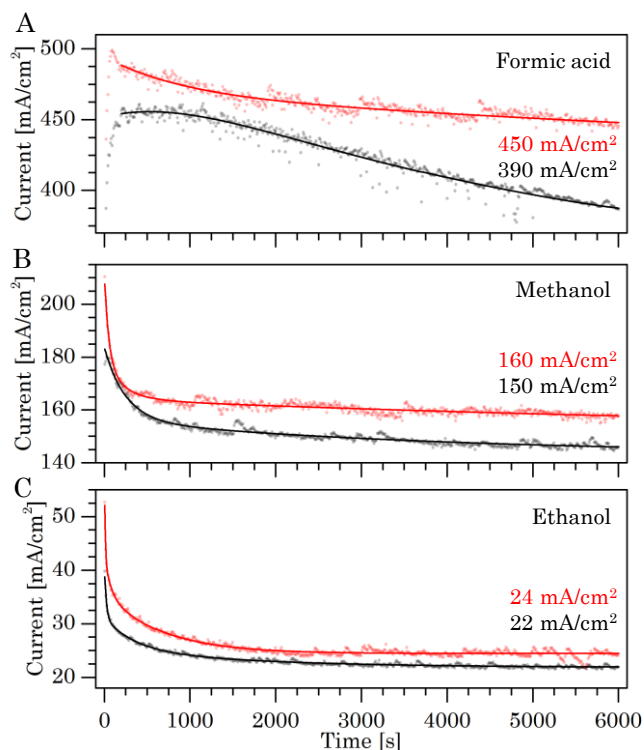 A
Current [mA/cm²]
500
450
400
Formic acid
450 mA/cm²
390 mA/cm²
B
Current [mA/cm²]
200
180
160
140
Methanol
160 mA/cm²
150 mA/cm²
C
Current [mA/cm²]
50
40
30
20
Ethanol
24 mA/cm²
22 mA/cm²
0 1000 2000 3000 4000 5000 6000
Time [s]